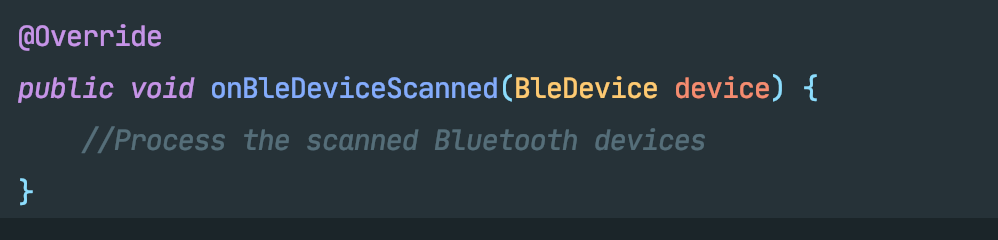 @Override
public void onBleDeviceScanned(BleDevice device) {
    //Process the scanned Bluetooth devices
}